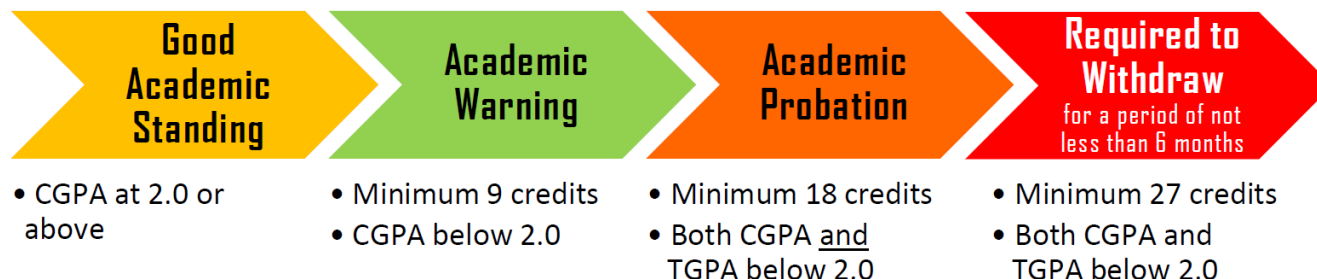 Good
Academic
Standing
• CGPA at 2.0 or
above
Academic
Warning
• Minimum 9 credits
• CGPA below 2.0
Academic
Probation
• Minimum 18 credits
• Both CGPA and
TGPA below 2.0
Required to
Withdraw
for a period of not
less than 6 months
• Minimum 27 credits
• Both CGPA and
TGPA below 2.0